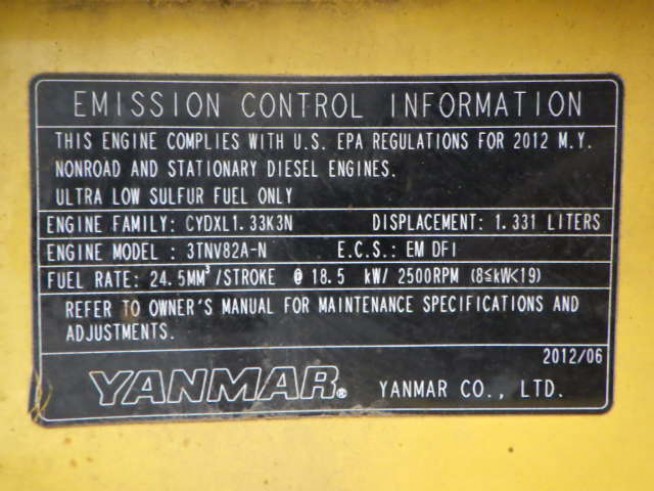 EMISSION CONTROL INFORMATION
THIS ENGINE COMPLIES WITH U.S. EPA REGULATIONS FOR 2012 M.Y.
NONROAD AND STATIONARY DIESEL ENGINES.
ULTRA LOW SULFUR FUEL ONLY
ENGINE FAMILY: CYDXL1.33K3N DISPLACEMENT: 1.331 LITERS
ENGINE MODEL : 3TNV82A-N E.C.S.: EM DFI
FUEL RATE: 24.5MM³/STROKE @ 18.5 kW/ 2500RPM (8≦kW<19)
REFER TO OWNER'S MANUAL FOR MAINTENANCE SPECIFICATIONS AND
ADJUSTMENTS.
2012/06
YANMAR® YANMAR CO., LTD.